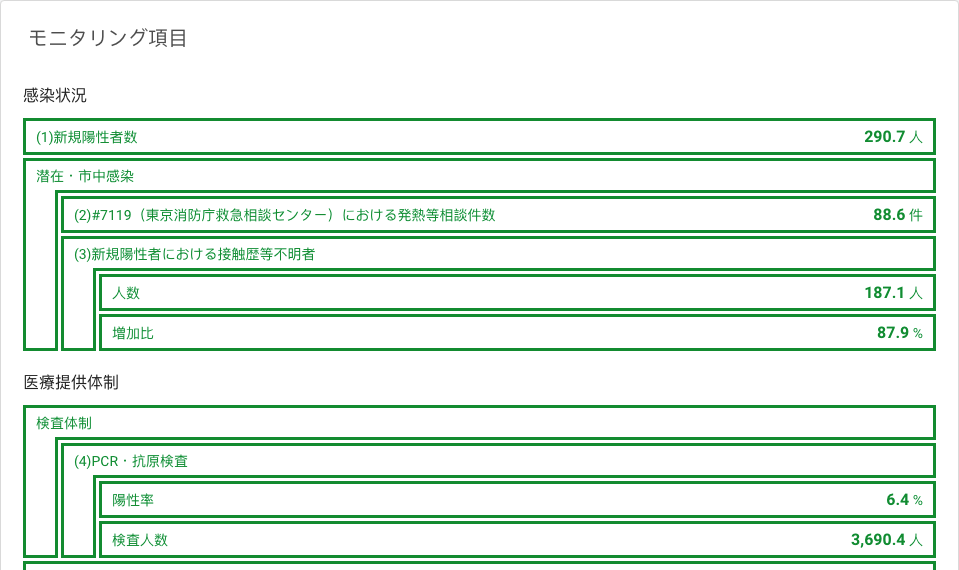 モニタリング項目
感染状況
(1)新規陽性者数 290.7 人
潜在・市中感染
(2)#7119（東京消防庁救急相談センター）における発熱等相談件数 88.6 件
(3)新規陽性者における接触歴等不明者
人数 187.1 人
増加比 87.9 %
医療提供体制
検査体制
(4)PCR・抗原検査
陽性率 6.4 %
検査人数 3,690.4 人